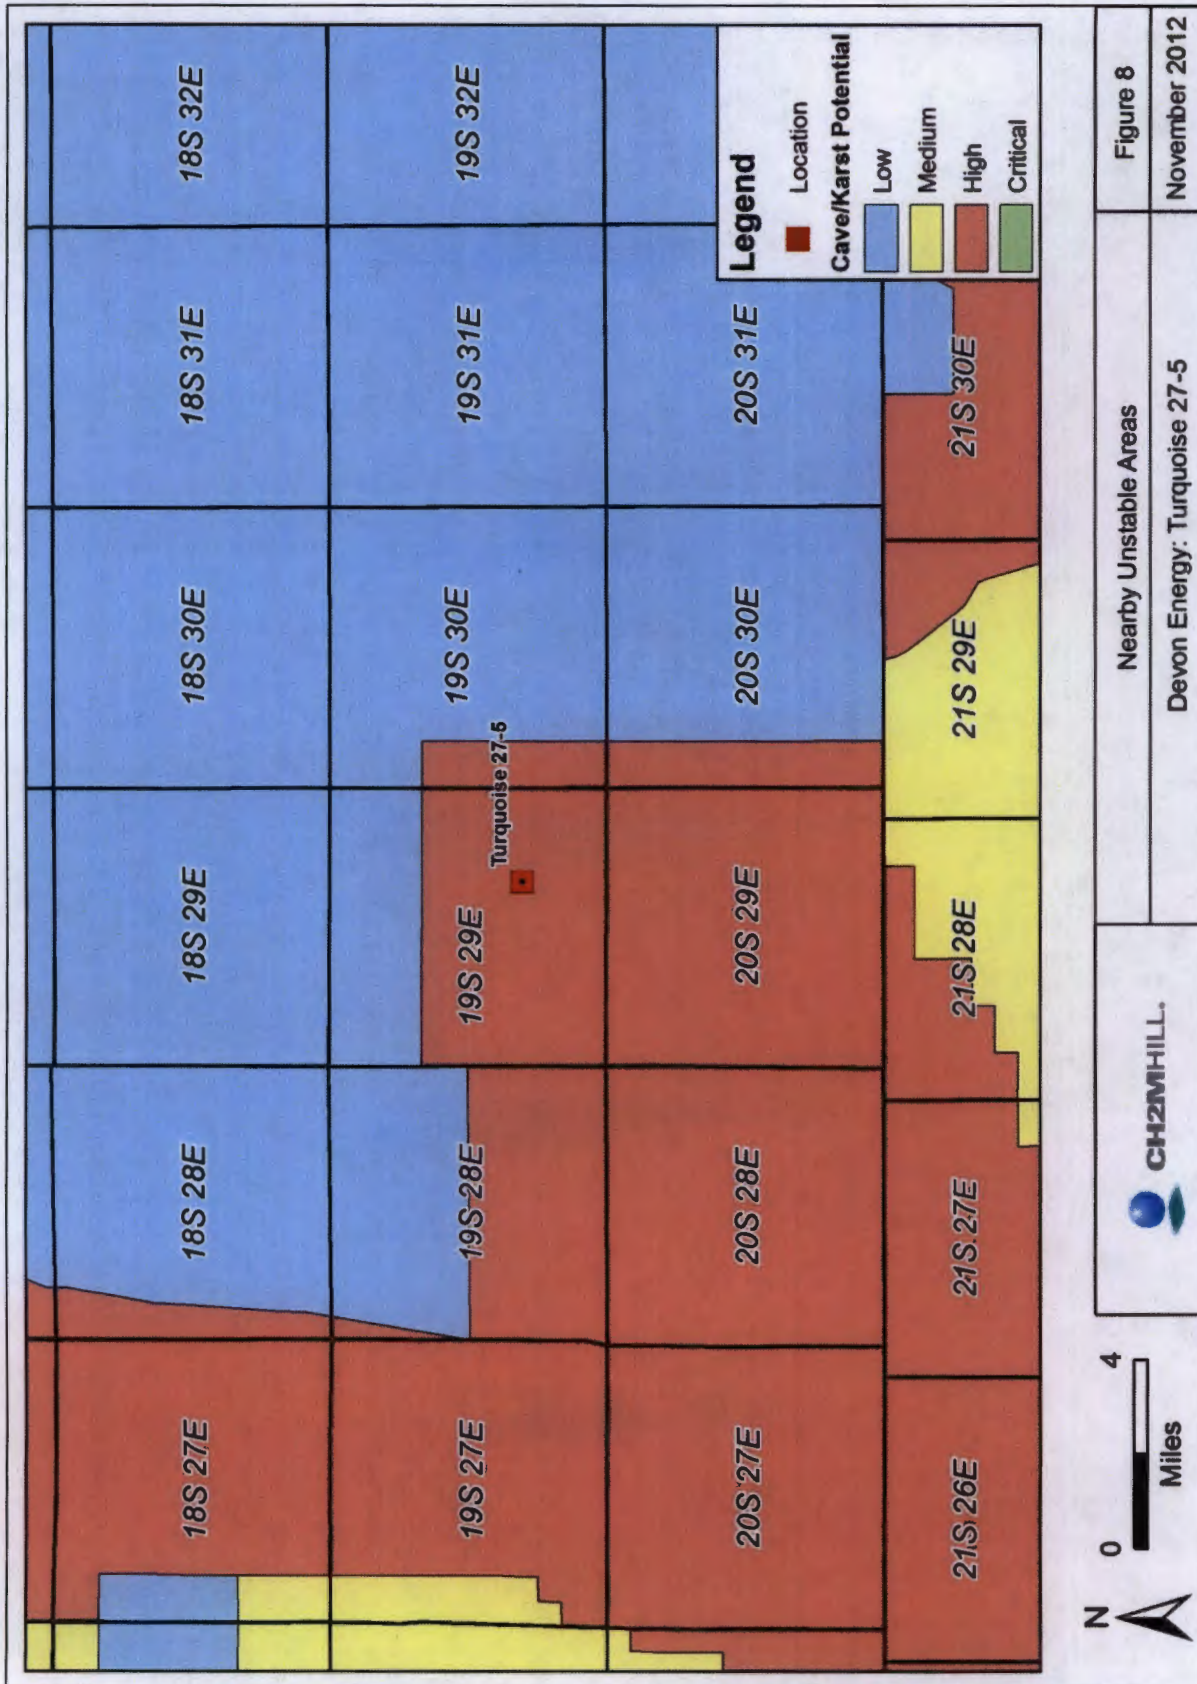 18S 27E
18S 28E
18S 29E
18S 30E
18S 31E
18S 32E
19S 27E
19S 28E
19S 29E
Turquoise 27-5
19S 30E
19S 31E
19S 32E
20S 27E
20S 28E
20S 29E
20S 30E
20S 31E
21S 26E
21S 27E
21S 28E
21S 29E
21S 30E
Legend
Location
Cave/Karst Potential
Low
Medium
High
Critical
N
0 4
Miles
CH2MHILL.
Nearby Unstable Areas
Figure 8
Devon Energy: Turquoise 27-5
November 2012